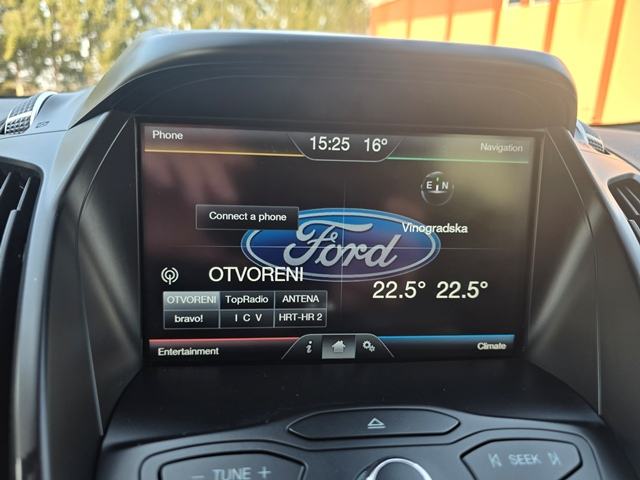 Phone
15:25 16°
Navigation
E N
Connect a phone
Vinogradska
Ford
OTVORENI
22.5° 22.5°
OTVORENI TopRadio ANTENA
bravo! I C V HRT-HR 2
Entertainment
i
Climate
− TUNE +
SEEK